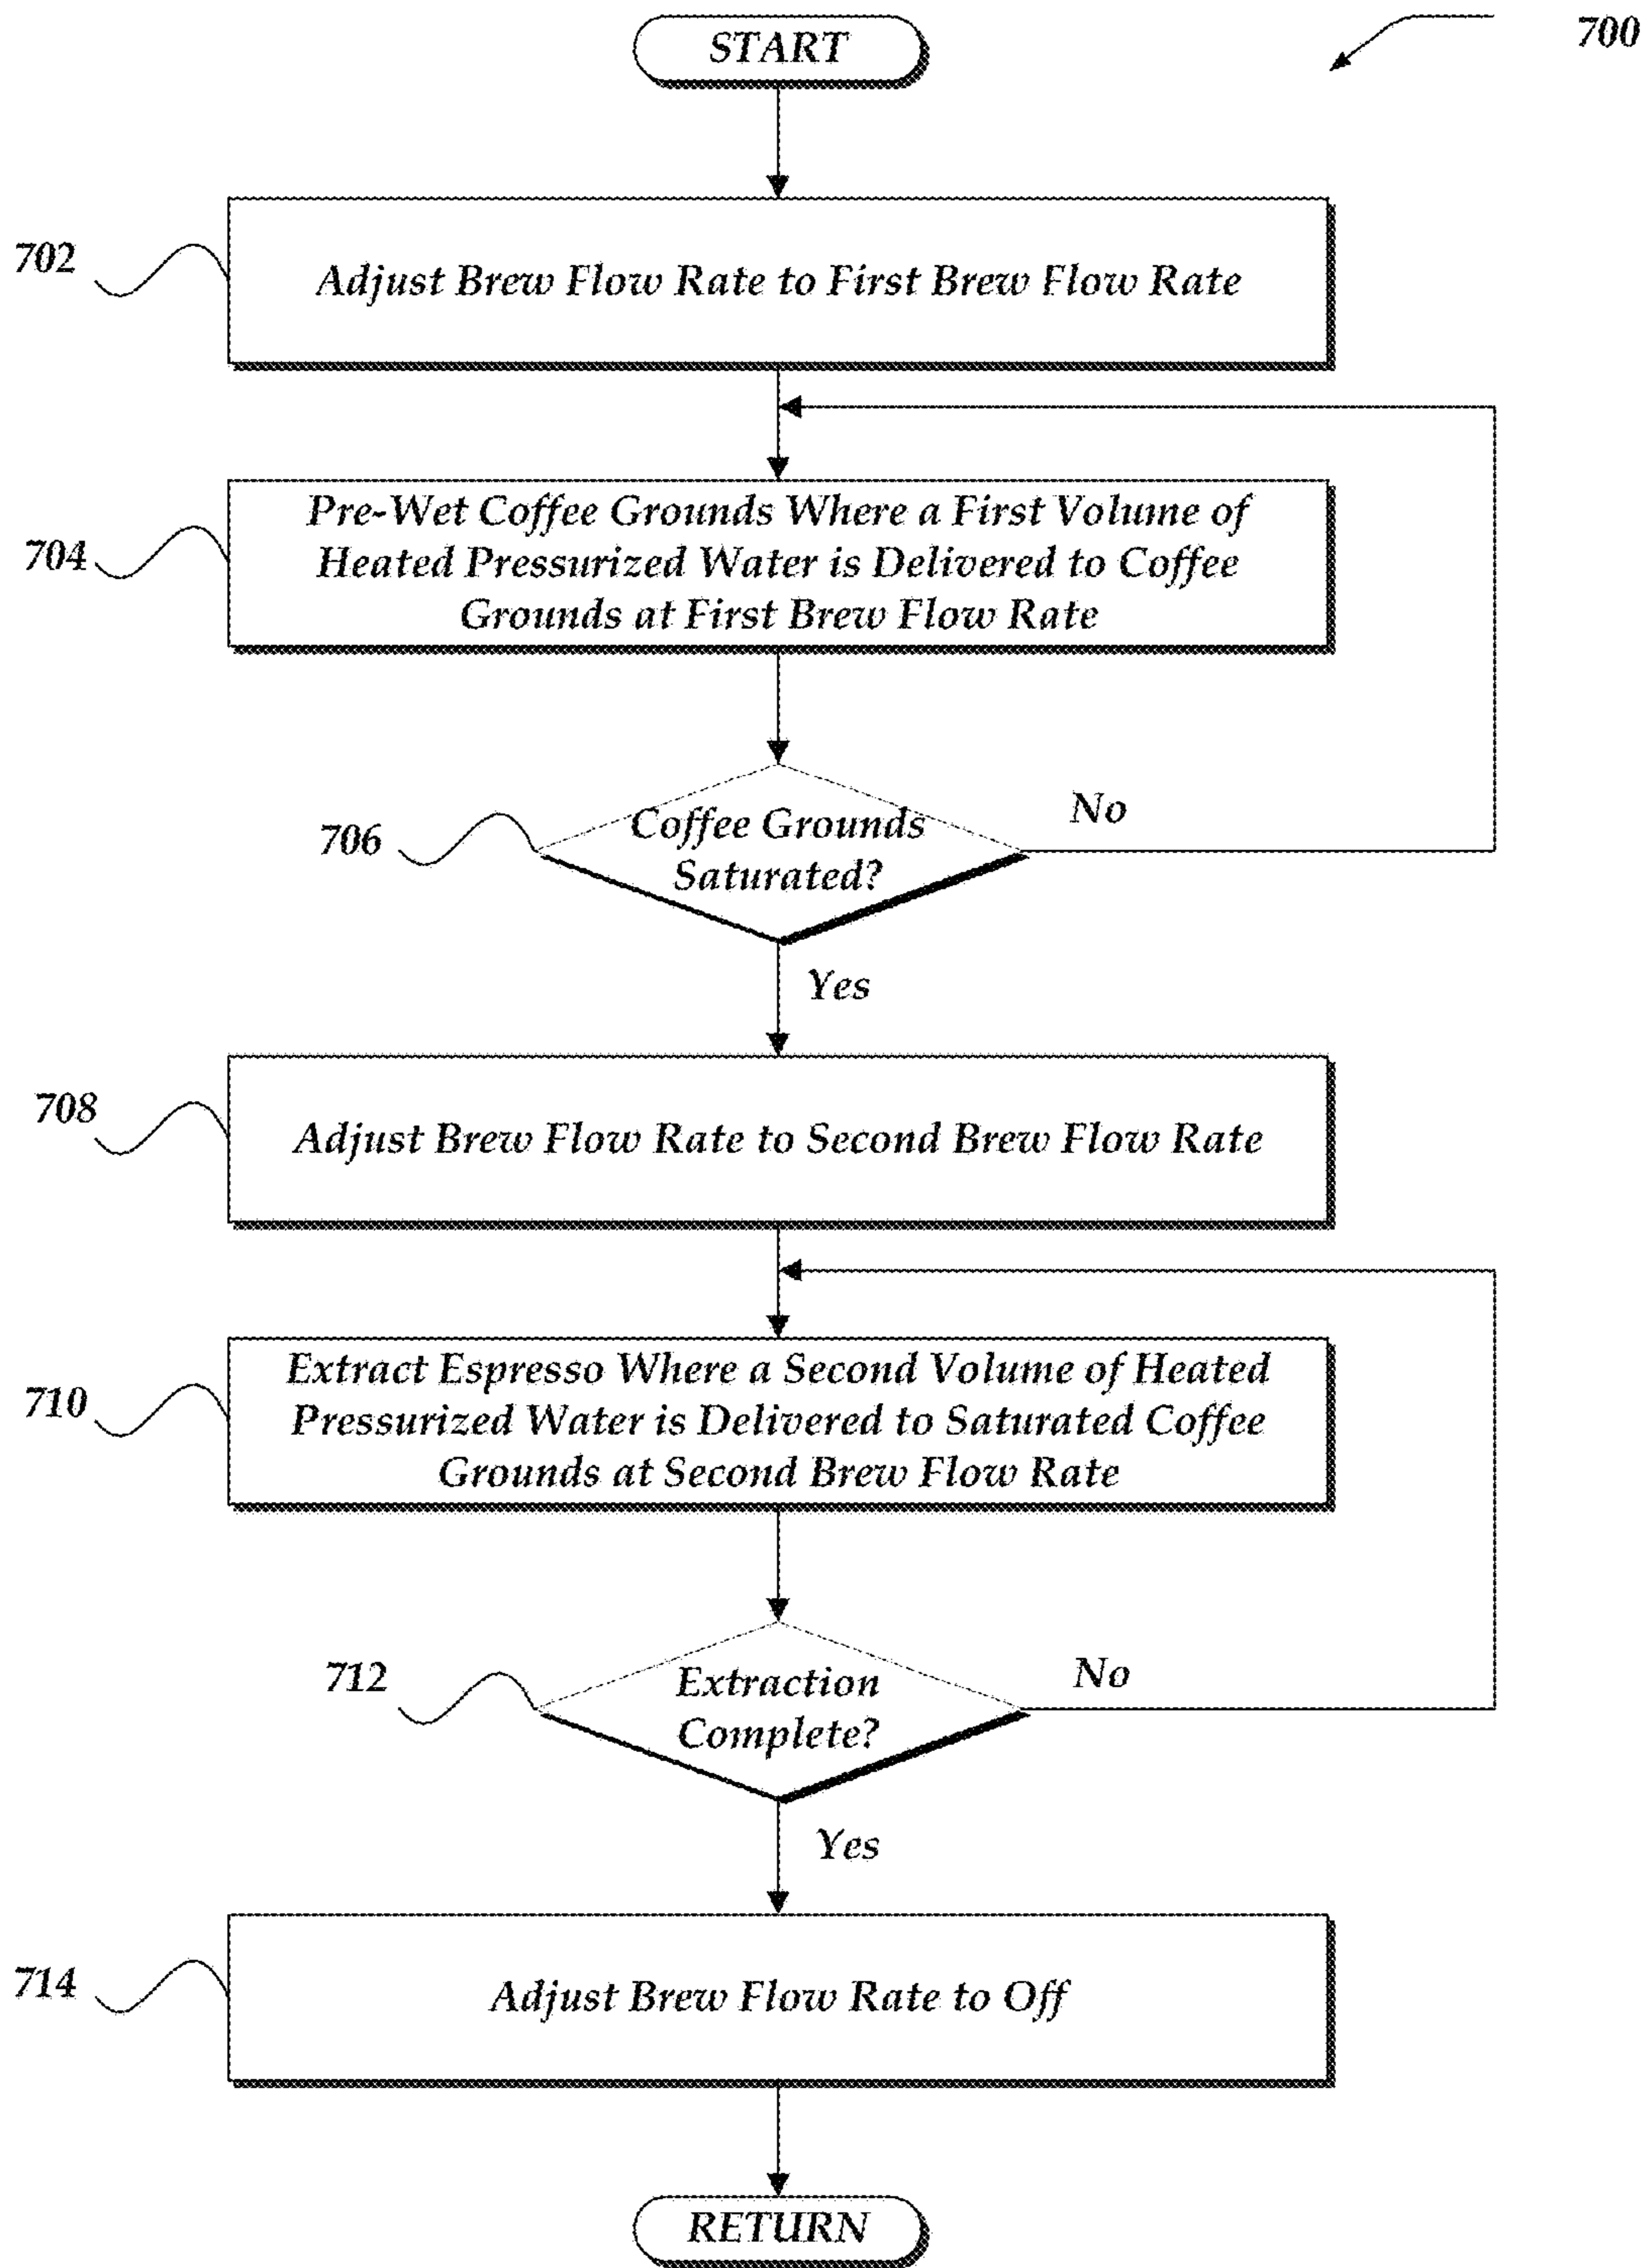 START
700
702
Adjust Brew Flow Rate to First Brew Flow Rate
704
Pre-Wet Coffee Grounds Where a First Volume of
Heated Pressurized Water is Delivered to Coffee
Grounds at First Brew Flow Rate
706
Coffee Grounds
Saturated?
No
Yes
708
Adjust Brew Flow Rate to Second Brew Flow Rate
710
Extract Espresso Where a Second Volume of Heated
Pressurized Water is Delivered to Saturated Coffee
Grounds at Second Brew Flow Rate
712
Extraction
Complete?
No
Yes
714
Adjust Brew Flow Rate to Off
RETURN